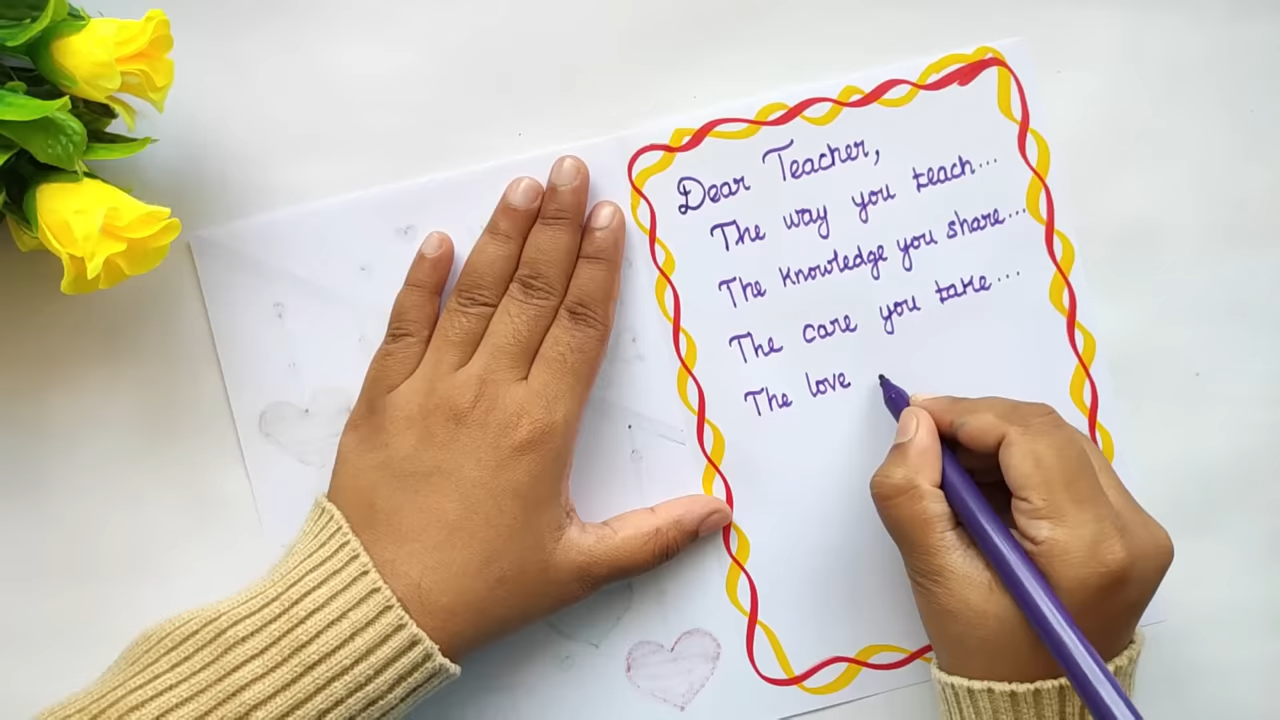 Dear Teacher,
The way you teach...
The knowledge you share...
The care you take...
The love